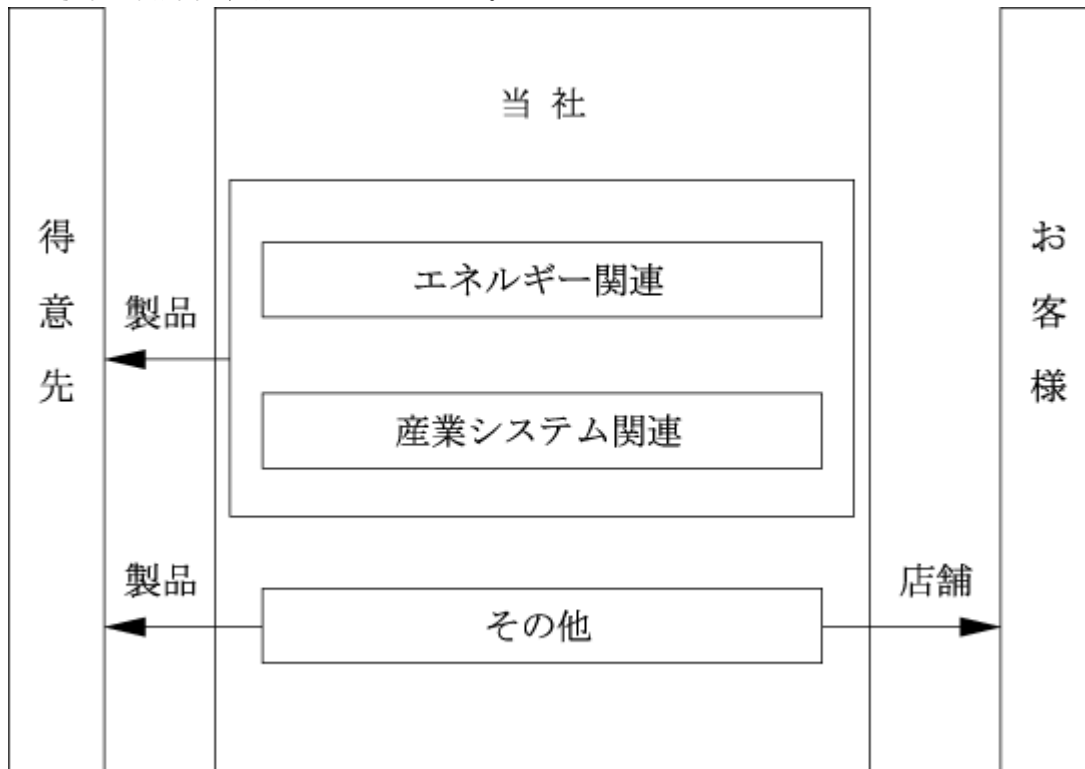 当社
得意先
製品
エネルギー関連
産業システム関連
お客様
製品
その他
店舗